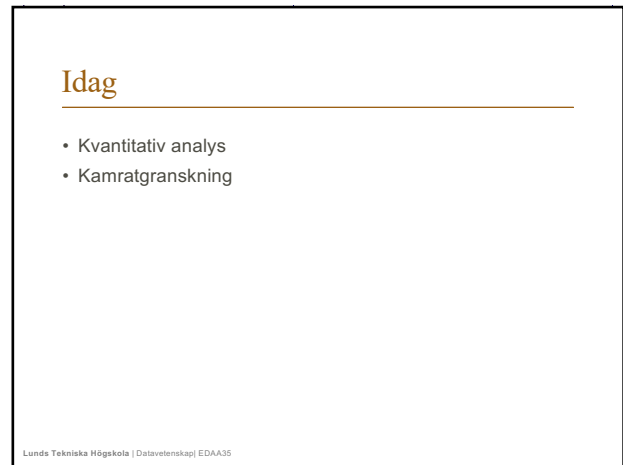 Idag
• Kvantitativ analys
• Kamratgranskning
Lunds Tekniska Högskola | Datavetenskap| EDAA35